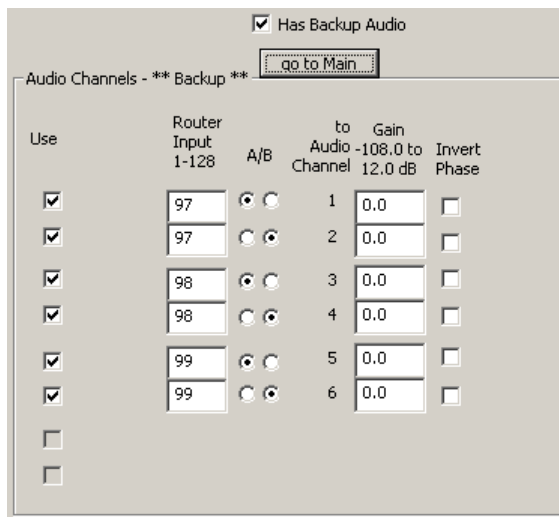 Has Backup Audio
go to Main
Audio Channels - ** Backup **
Use
Router Input 1-128
A/B
to Audio Channel
Gain -108.0 to 12.0 dB
Invert Phase
97 1 0.0
97 2 0.0
98 3 0.0
98 4 0.0
99 5 0.0
99 6 0.0